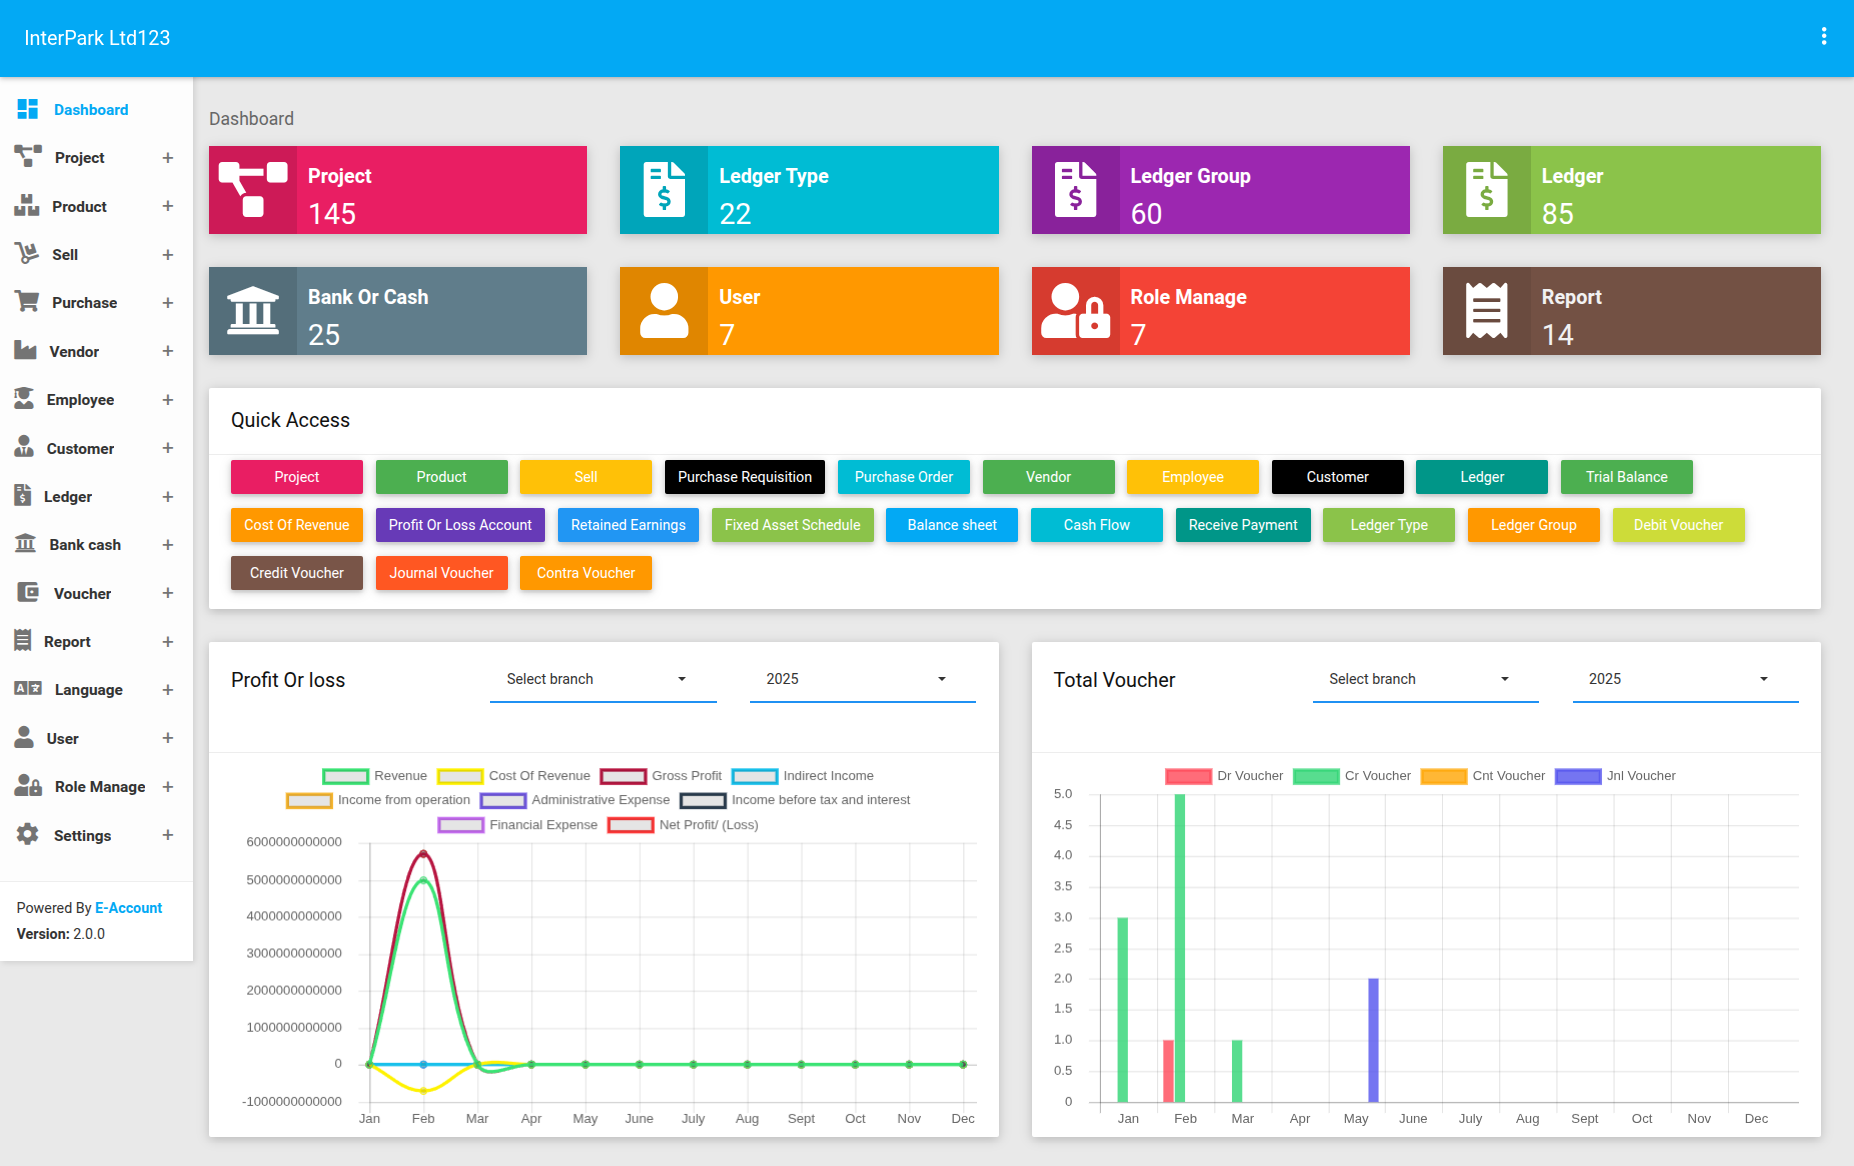 InterPark Ltd123
Dashboard
Project +
Product +
Sell +
Purchase +
Vendor +
Employee +
Customer +
Ledger +
Bank cash +
Voucher +
Report +
Language +
User +
Role Manage +
Settings +
Powered By E-Account
Version: 2.0.0
Dashboard
Project
145
Ledger Type
22
Ledger Group
60
Ledger
85
Bank Or Cash
25
User
7
Role Manage
7
Report
14
Quick Access
Project Product Sell Purchase Requisition Purchase Order Vendor Employee Customer Ledger Trial Balance
Cost Of Revenue Profit Or Loss Account Retained Earnings Fixed Asset Schedule Balance sheet Cash Flow Receive Payment Ledger Type Ledger Group Debit Voucher
Credit Voucher Journal Voucher Contra Voucher
Profit Or loss Select branch 2025
Revenue Cost Of Revenue Gross Profit Indirect Income
Income from operation Administrative Expense Income before tax and interest
Financial Expense Net Profit/ (Loss)
6000000000000
5000000000000
4000000000000
3000000000000
2000000000000
1000000000000
0
-1000000000000
Jan Feb Mar Apr May June July Aug Sept Oct Nov Dec
Total Voucher Select branch 2025
Dr Voucher Cr Voucher Cnt Voucher Jnl Voucher
5.0
4.5
4.0
3.5
3.0
2.5
2.0
1.5
1.0
0.5
0
Jan Feb Mar Apr May June July Aug Sept Oct Nov Dec